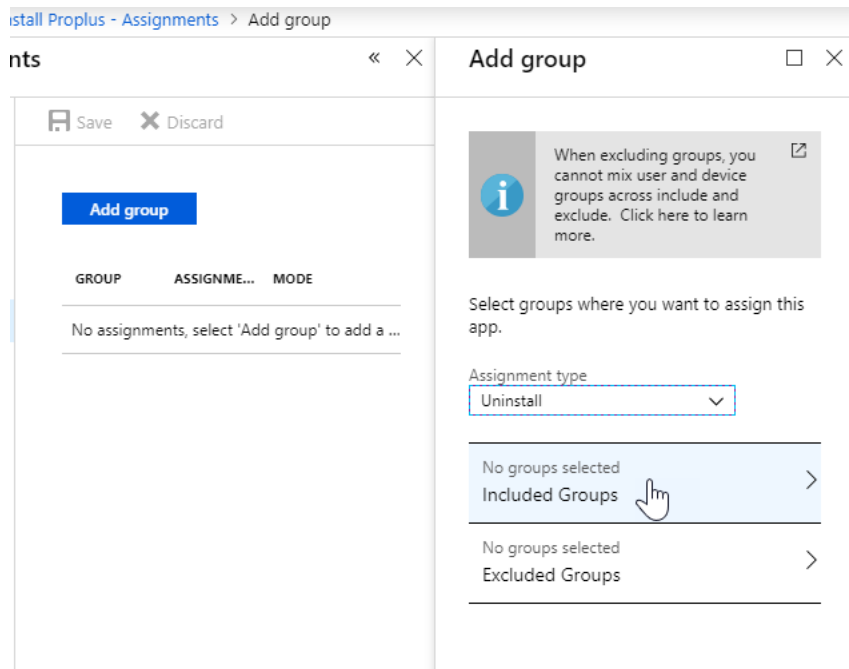 nstall Proplus - Assignments > Add group
nts
Save Discard
Add group
GROUP ASSIGNME... MODE
No assignments, select 'Add group' to add a ...
Add group
When excluding groups, you
cannot mix user and device
groups across include and
exclude. Click here to learn
more.
Select groups where you want to assign this
app.
Assignment type
Uninstall
No groups selected
Included Groups
No groups selected
Excluded Groups